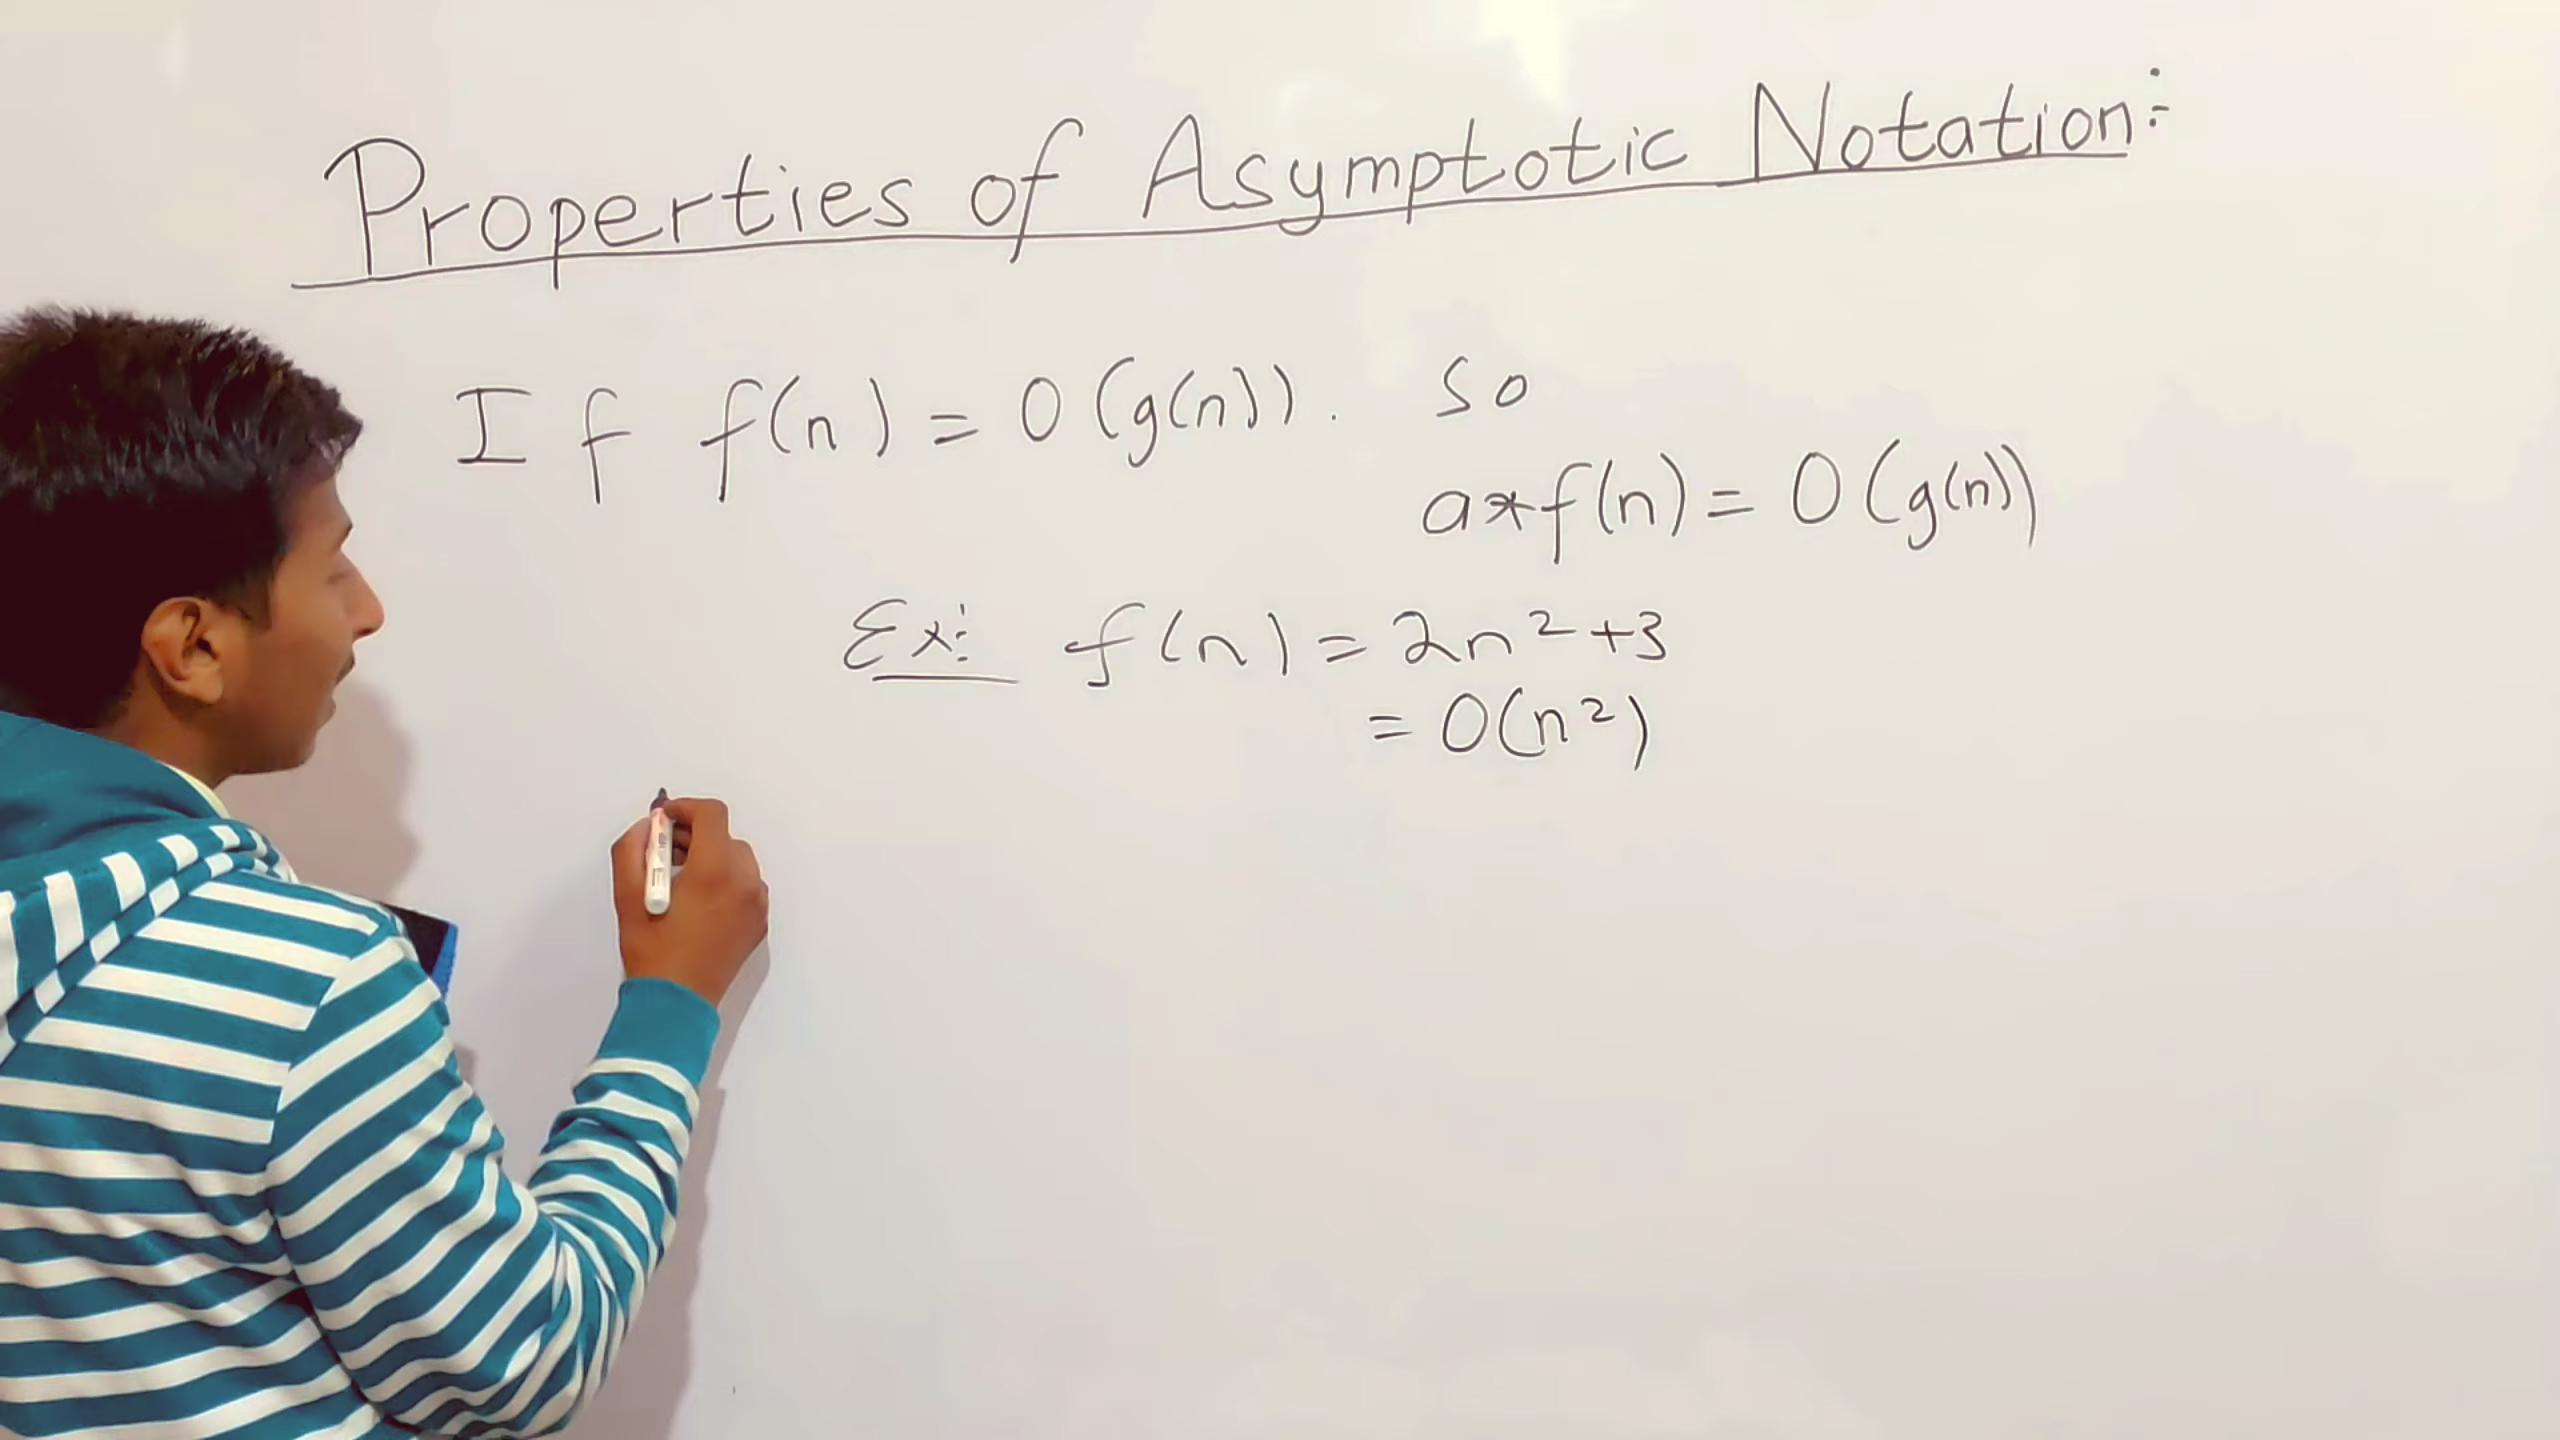 Properties of Asymptotic Notation:-
If f(n) = O(g(n)). so
a*f(n) = O(g(n))
Ex: f(n) = 2n²+3
= O(n²)